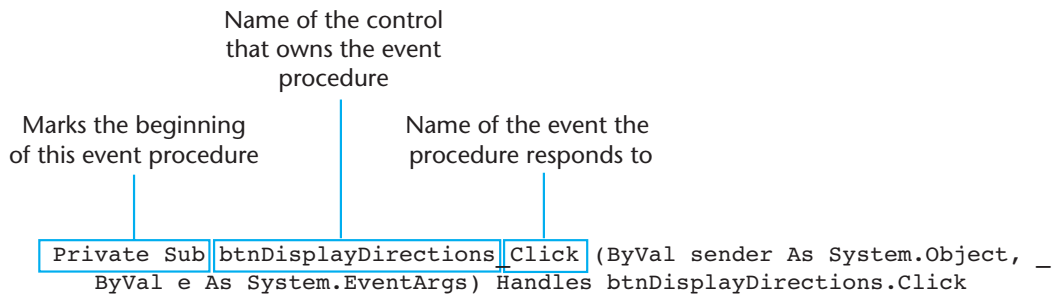 Name of the control
that owns the event
procedure
Marks the beginning
of this event procedure
Name of the event the
procedure responds to
Private Sub btnDisplayDirections_Click (ByVal sender As System.Object, _
ByVal e As System.EventArgs) Handles btnDisplayDirections.Click